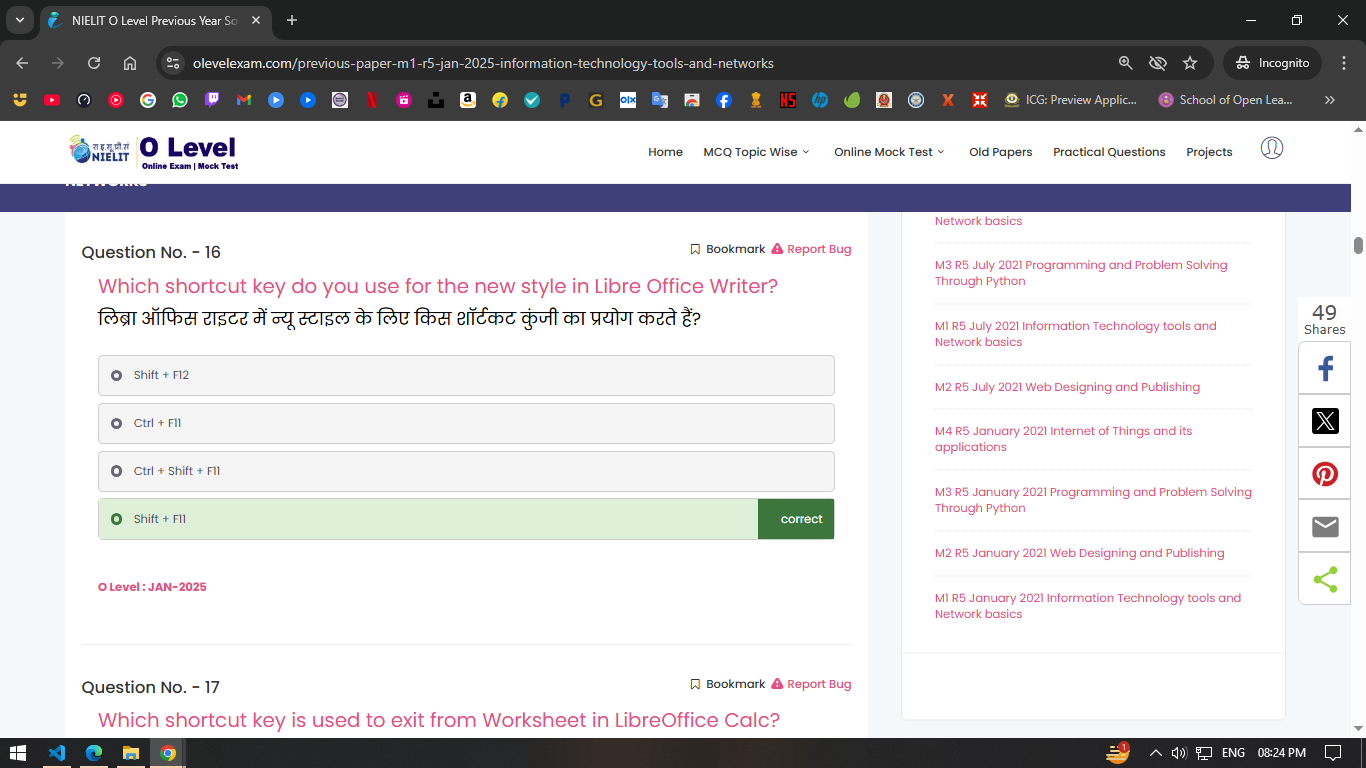 NIELIT O Level Previous Year So
olevelexam.com/previous-paper-m1-r5-jan-2025-information-technology-tools-and-networks
Incognito
ICG: Preview Applic...
School of Open Lea...
रा.इ.सू.प्रौ.सं
NIELIT
O Level
Online Exam | Mock Test
Home
MCQ Topic Wise
Online Mock Test
Old Papers
Practical Questions
Projects
NETWORKS
Question No. - 16
Bookmark
Report Bug
Which shortcut key do you use for the new style in Libre Office Writer?
लिब्रा ऑफिस राइटर में न्यू स्टाइल के लिए किस शॉर्टकट कुंजी का प्रयोग करते हैं?
Shift + F12
Ctrl + F11
Ctrl + Shift + F11
Shift + F11
correct
O Level : JAN-2025
Question No. - 17
Bookmark
Report Bug
Which shortcut key is used to exit from Worksheet in LibreOffice Calc?
Network basics
M3 R5 July 2021 Programming and Problem Solving
Through Python
M1 R5 July 2021 Information Technology tools and
Network basics
M2 R5 July 2021 Web Designing and Publishing
M4 R5 January 2021 Internet of Things and its
applications
M3 R5 January 2021 Programming and Problem Solving
Through Python
M2 R5 January 2021 Web Designing and Publishing
M1 R5 January 2021 Information Technology tools and
Network basics
49
Shares
1
ENG
08:24 PM